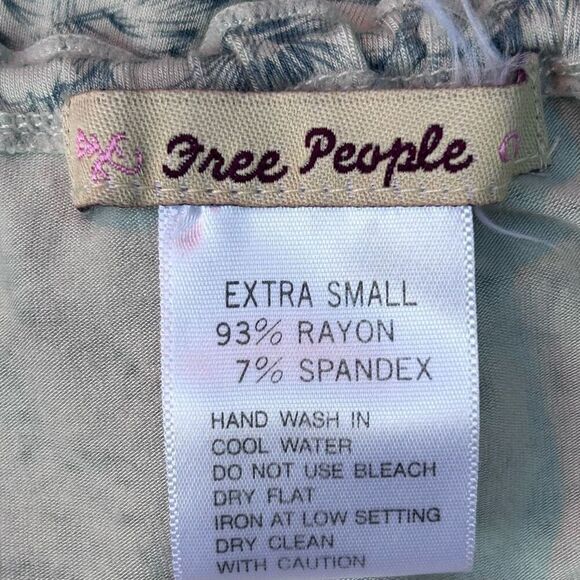 Free People
EXTRA SMALL
93% RAYON
7% SPANDEX
HAND WASH IN
COOL WATER
DO NOT USE BLEACH
DRY FLAT
IRON AT LOW SETTING
DRY CLEAN
WITH CAUTION